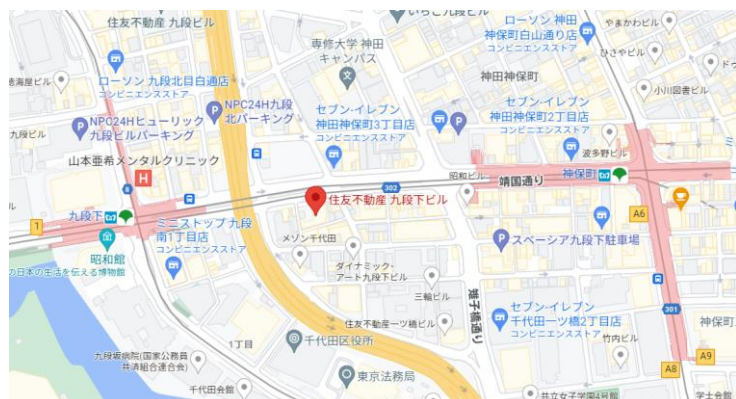 住友不動産 九段ビル
いちご九段ビル
ローソン 神田
神保町白山通り店
コンビニエンスストア
やまかわビル
専修大学 神田
キャンパス
ひさやビル
徳海屋ビル
ローソン 九段北目白通店
コンビニエンスストア
神田神保町
小川図書ビル
NPC24H九段
北パーキング
セブン-イレブン
神田神保町3丁目店
コンビニエンスストア
セブン-イレブン
神田神保町2丁目店
コンビニエンスストア
NPC24Hヒューリック
九段ビルパーキング
九段ビル
波多野ビル
山本亜希メンタルクリニック
H
8
昭和ビル
302
靖国通り
神保町
住友不動産 九段下ビル
1
九段下
ミニストップ 九段
南1丁目店
コンビニエンスストア
A6
昭和館
の日本の生活を伝える博物館
メゾン千代田
スペーシア九段下駐車場
ダイナミック・
アート九段下ビル
三輪ビル
雉子橋通り
301
セブン-イレブン
千代田一ツ橋2丁目店
コンビニエンスストア
住友不動産一ツ橋ビル
神保町
1丁目
千代田区役所
竹内ビル
九段坂病院(国家公務員
共済組合連合会)
A9
A8
東京法務局
千代田会館
共立女子学園4号館
学士会館